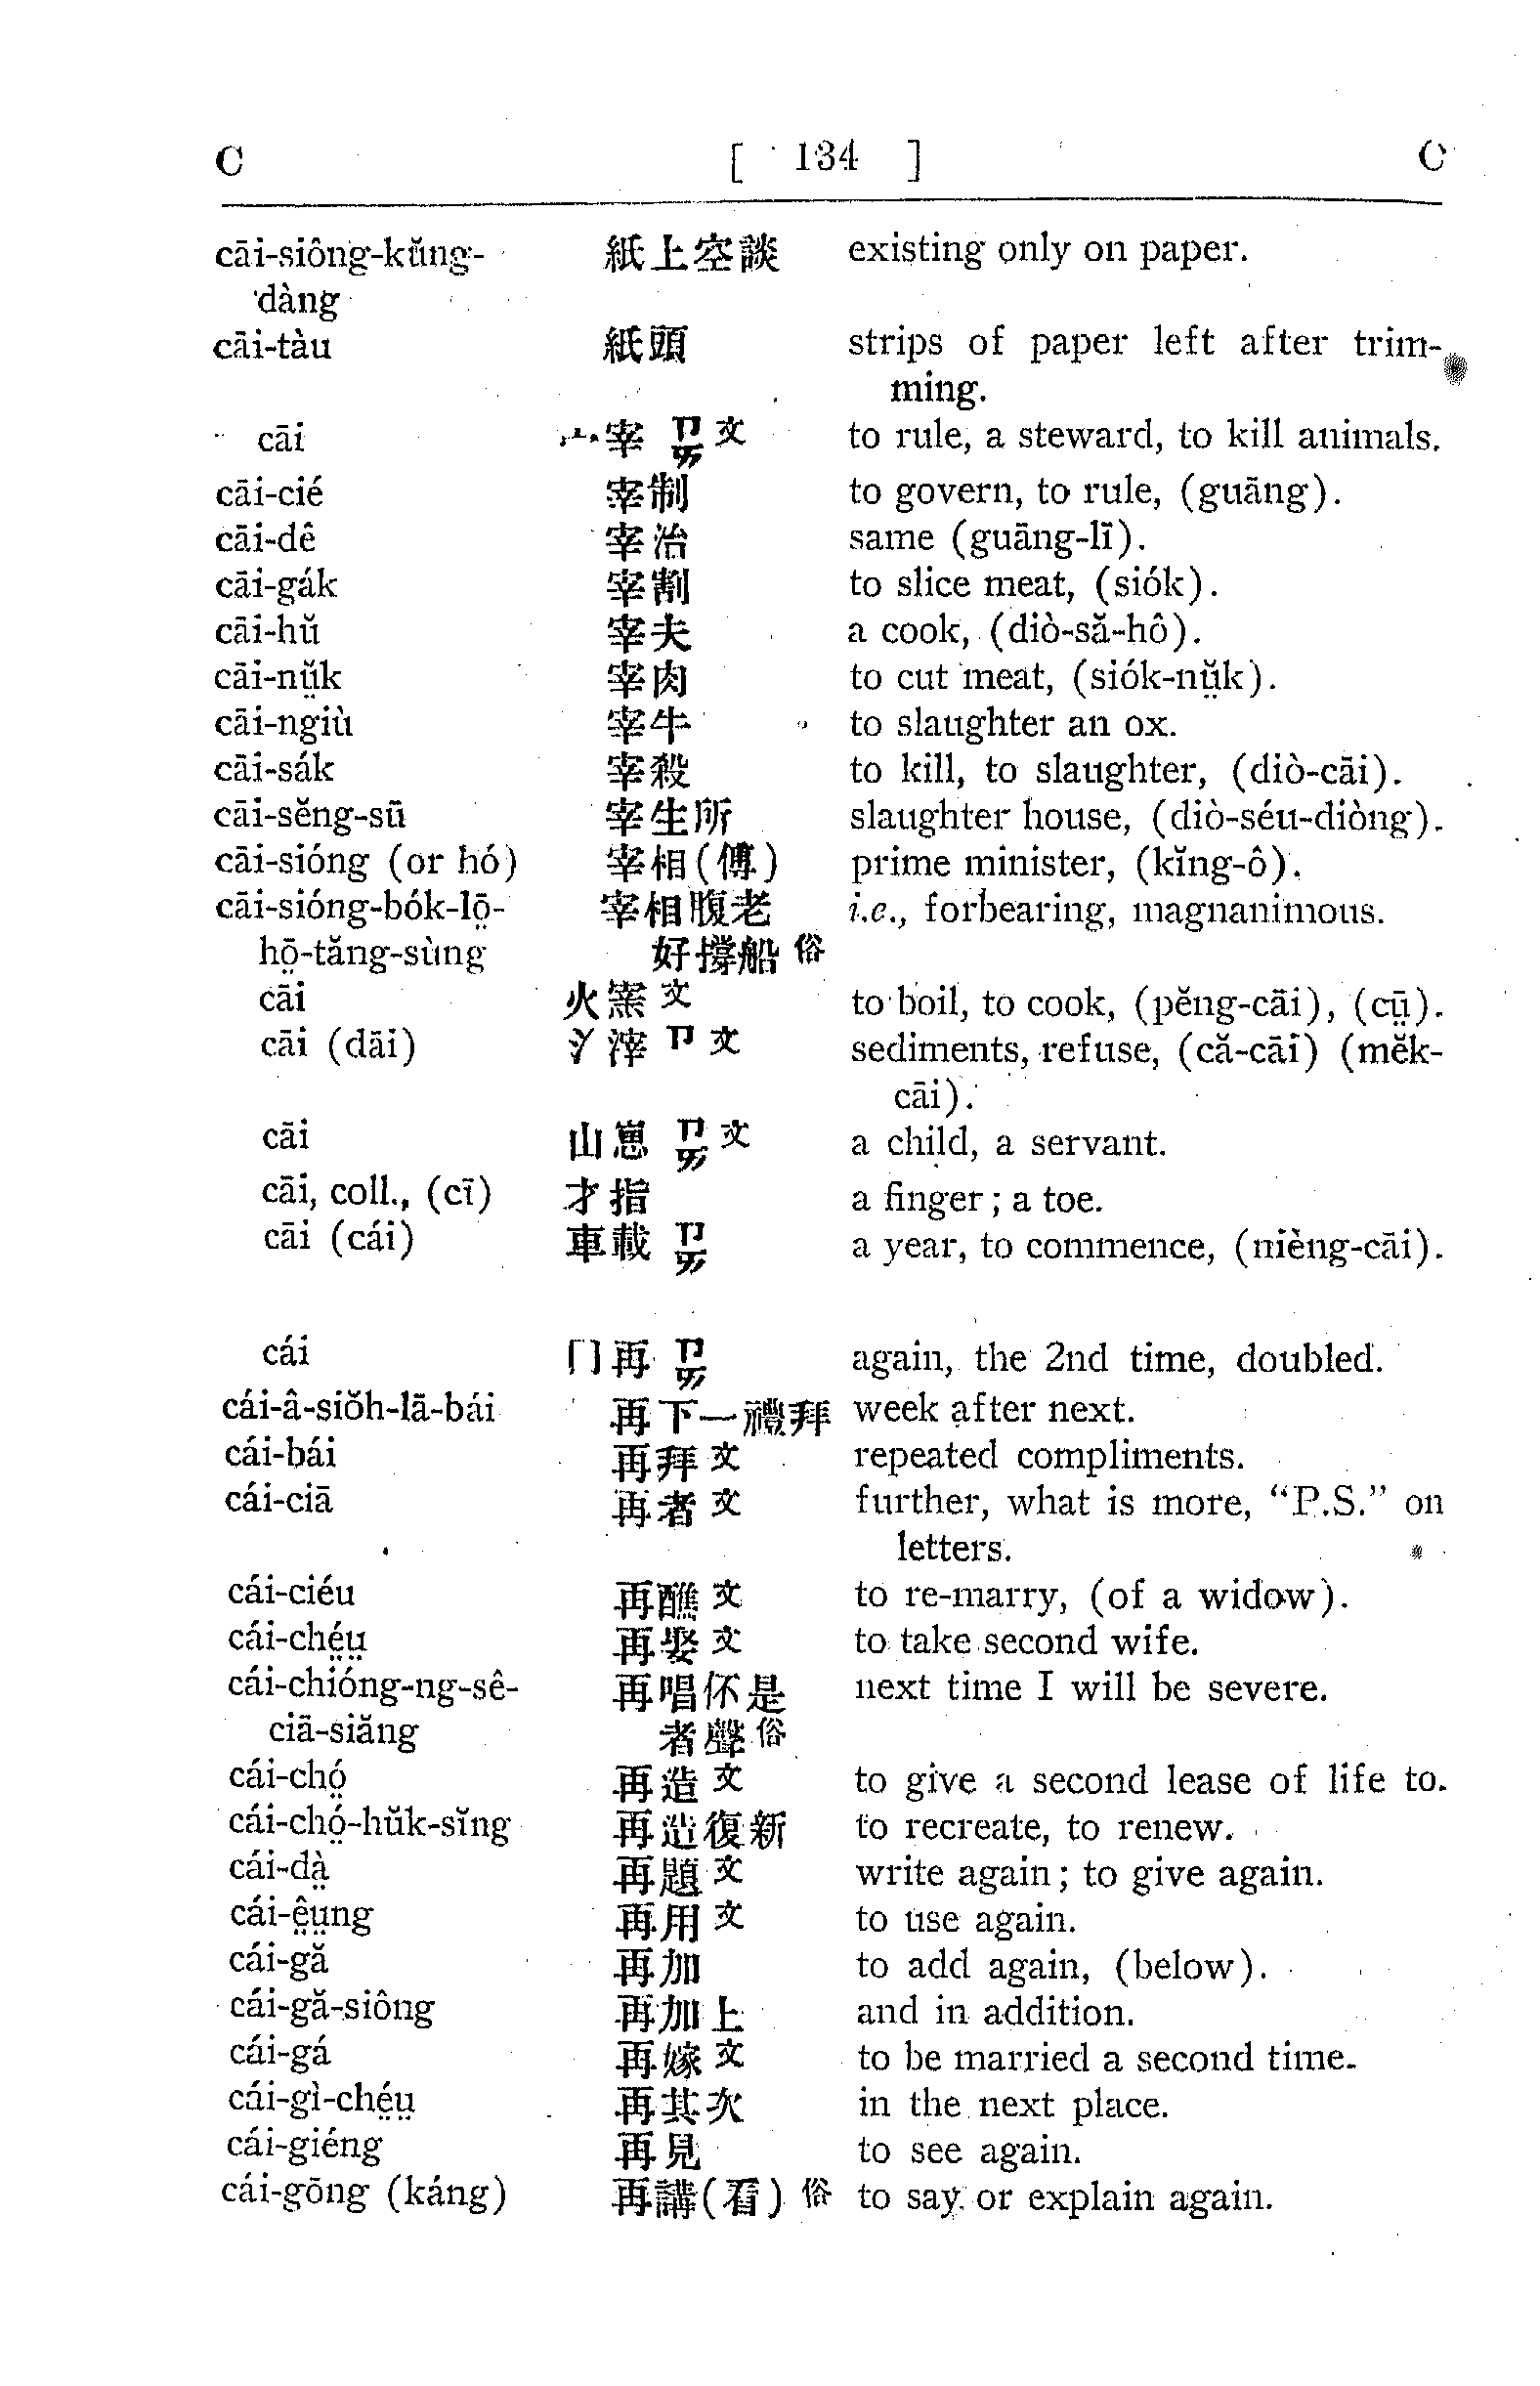 C [ 134 ] C
cāi-siông-kŭng- 紙上空談 existing only on paper.
dàng
cāi-tàu 紙頭 strips of paper left after trim-
ming.
cāi 宀宰 ㄗㄞ 文 to rule, a steward, to kill animals.
cāi-cié 宰制 to govern, to rule, (guāng).
cāi-dê 宰治 same (guāng-lī).
cāi-gák 宰割 to slice meat, (siók).
cāi-hŭ 宰夫 a cook, (diò-să-hô).
cāi-nṳ̆k 宰肉 to cut meat, (siók-nṳ̆k).
cāi-ngiù 宰牛 to slaughter an ox.
cāi-sák 宰殺 to kill, to slaughter, (diò-cāi).
cāi-sĕng-sū 宰生所 slaughter house, (diò-séu-diòng).
cāi-sióng (or hó) 宰相(傅) prime minister, (kĭng-ô).
cāi-sióng-bók-lō̤- 宰相腹老 i.e., forbearing, magnanimous.
hō̤-tăng-sùng 好撐船 俗
cāi 火𤎅 文 to boil, to cook, (pĕng-cāi), (cṳ̄).
cāi (dāi) 氵滓 ㄗ 文 sediments, refuse, (că-cāi) (mĕk-
cāi).
cāi 山崽 ㄗㄞ 文 a child, a servant.
cāi, coll., (cī) 才指 a finger; a toe.
cāi (cái) 車載 ㄗㄞ a year, to commence, (nièng-cāi).
cái 冂再 ㄗㄞ again, the 2nd time, doubled.
cái-â-siŏh-lā-bái 再下一禮拜 week after next.
cái-bái 再拜 文 repeated compliments.
cái-ciā 再者 文 further, what is more, “P.S.” on
letters.
cái-ciéu 再醮 文 to re-marry, (of a widow).
cái-ché̤ṳ 再娶 文 to take second wife.
cái-chióng-ng-sê- 再唱伓是 next time I will be severe.
ciā-siăng 者聲 俗
cái-chó̤ 再造 文 to give a second lease of life to.
cái-chó̤-hŭk-sĭng 再造復新 to recreate, to renew.
cái-dà̤ 再題 文 write again; to give again.
cái-ê̤ṳng 再用 文 to use again.
cái-gă 再加 to add again, (below).
cái-gă-siông 再加上 and in addition.
cái-gá 再嫁 文 to be married a second time.
cái-gì-ché̤ṳ 再其次 in the next place.
cái-giéng 再見 to see again.
cái-gōng (káng) 再講(看) 俗 to say or explain again.